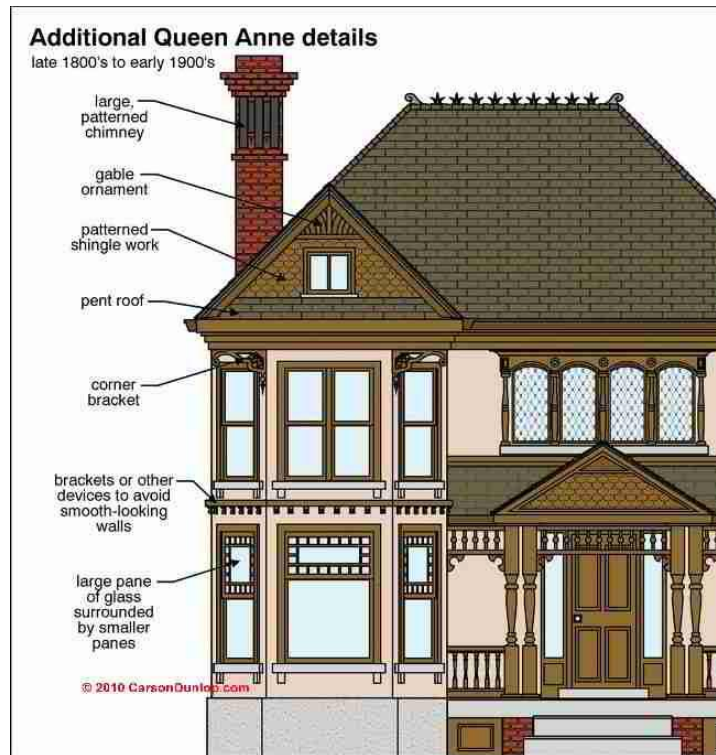 Additional Queen Anne details
late 1800's to early 1900's
large,
patterned
chimney
gable
ornament
patterned
shingle work
pent roof
corner
bracket
brackets or other
devices to avoid
smooth-looking
walls
large pane
of glass
surrounded
by smaller
panes
© 2010 CarsonDunlop.com